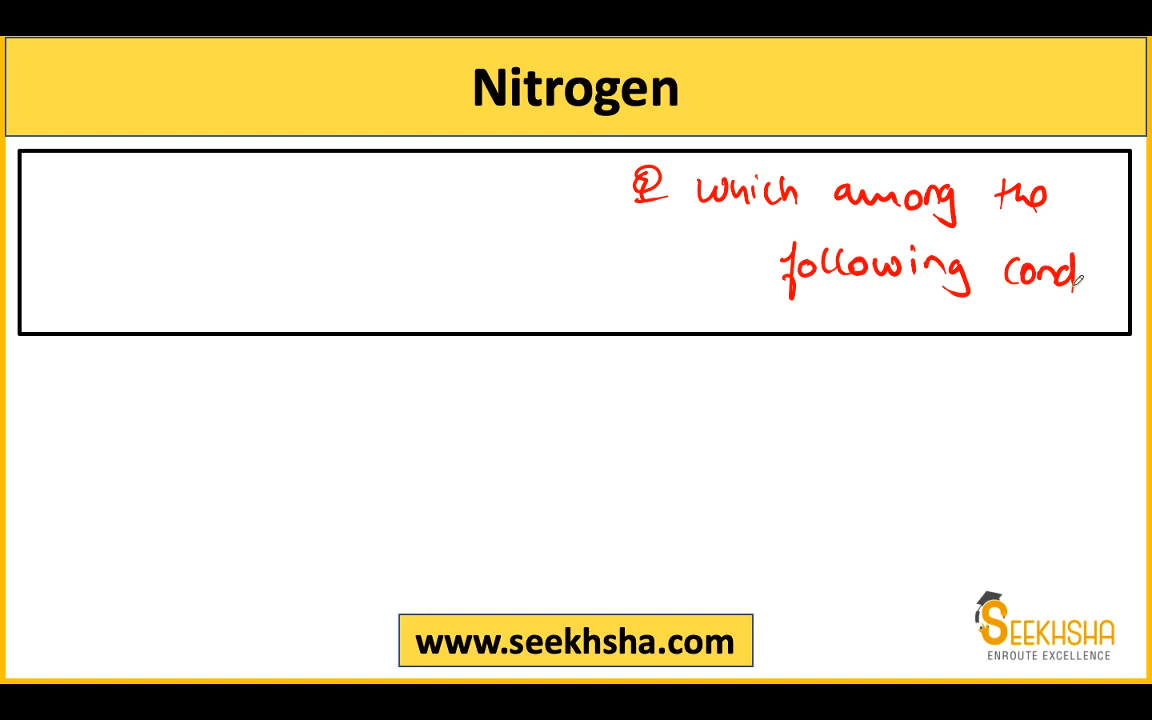 Nitrogen
Q which among the
following cond
www.seekhsha.com
SEEKHSHA
ENROUTE EXCELLENCE